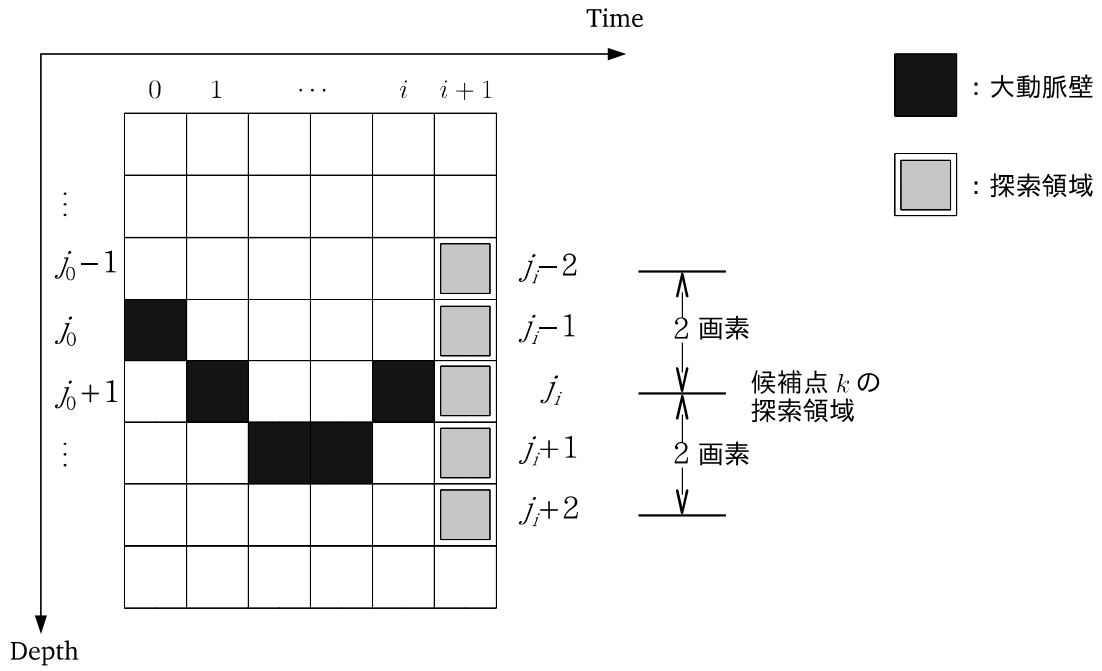 Time
0 1 ⋯ i i + 1
: 大動脈壁
: 探索領域
⋮
j₀−1
j₀
j₀+1
⋮
jᵢ−2
jᵢ−1
jᵢ
jᵢ+1
jᵢ+2
2 画素
候補点 k の
探索領域
2 画素
Depth